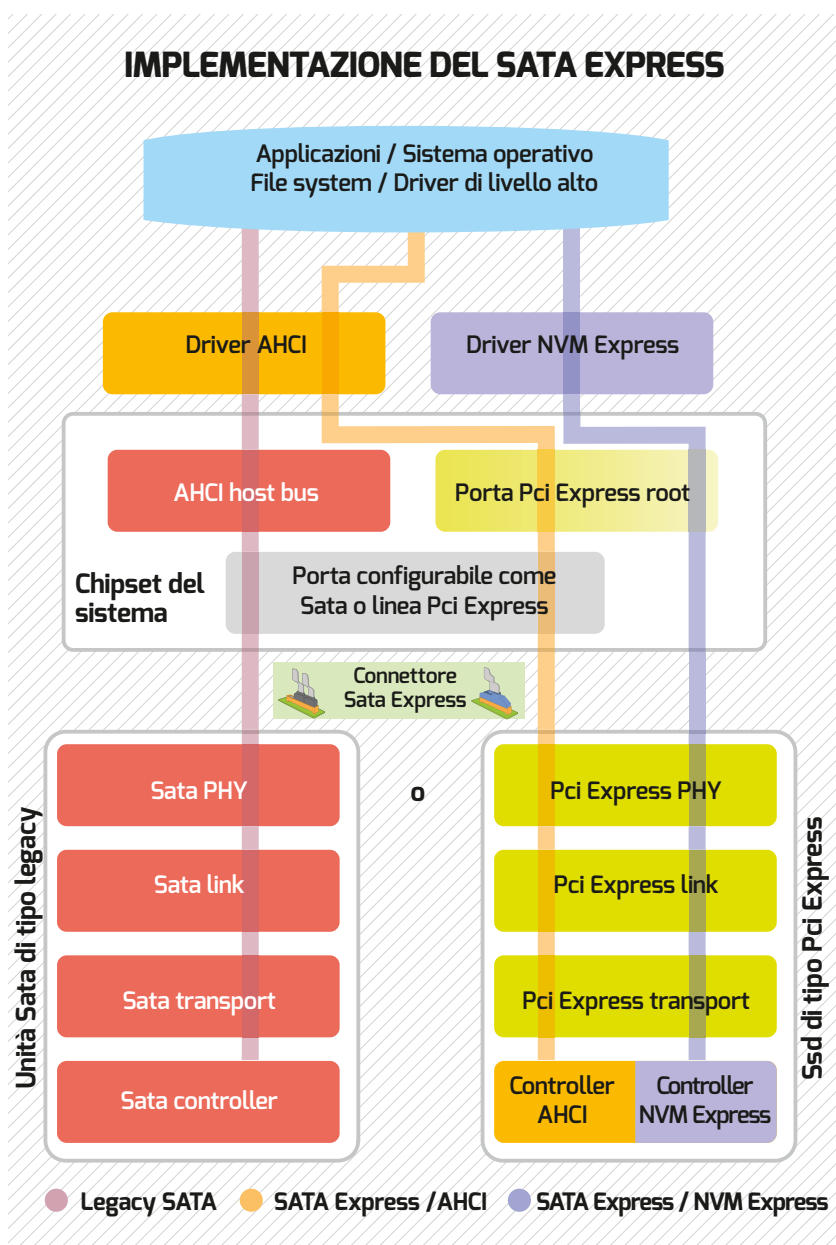 IMPLEMENTAZIONE DEL SATA EXPRESS
Applicazioni / Sistema operativo
File system / Driver di livello alto
Driver AHCI
Driver NVM Express
AHCI host bus
Porta Pci Express root
Chipset del
sistema
Porta configurabile come
Sata o linea Pci Express
Connettore
Sata Express
Unità Sata di tipo legacy
Sata PHY
Sata link
Sata transport
Sata controller
o
Pci Express PHY
Pci Express link
Pci Express transport
Controller
AHCI
Controller
NVM Express
Ssd di tipo Pci Express
Legacy SATA
SATA Express /AHCI
SATA Express / NVM Express